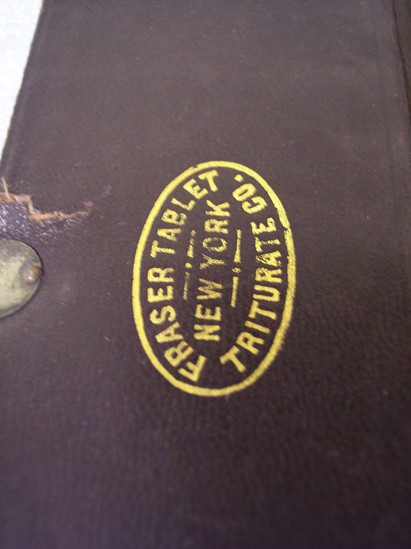 FRASER TABLET
NEW YORK
TRITURATE CO.